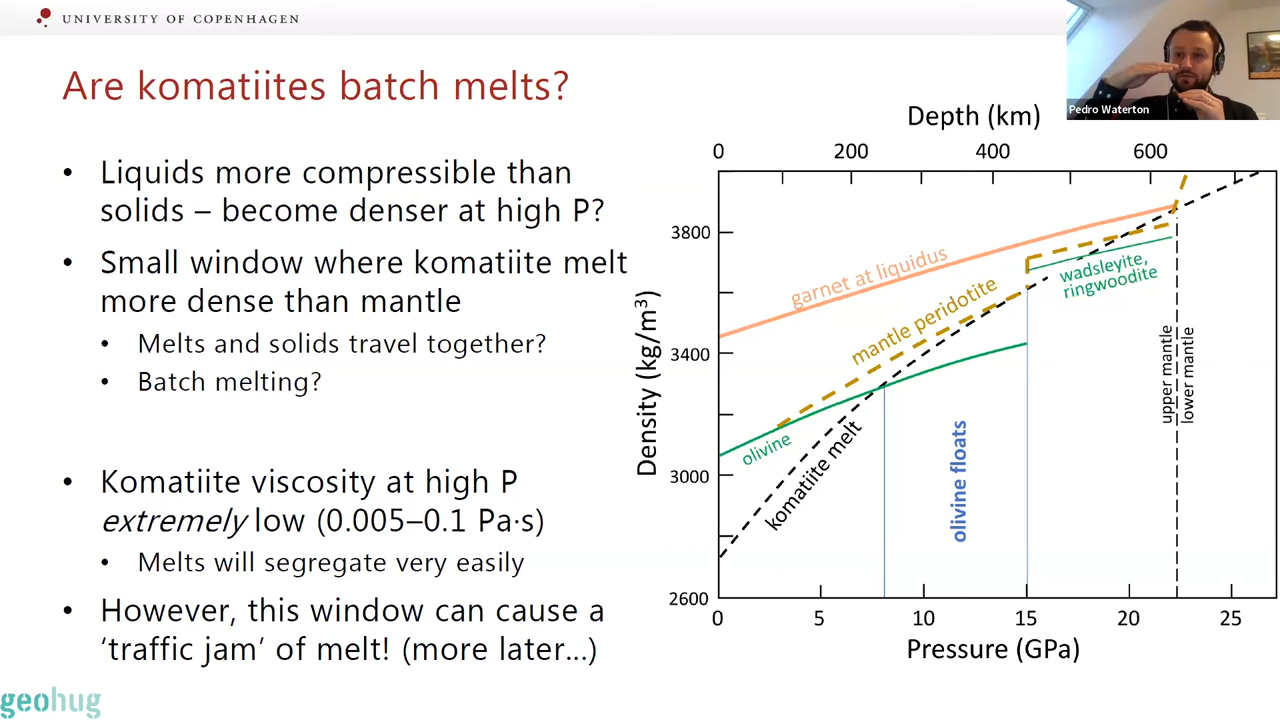 UNIVERSITY OF COPENHAGEN
Are komatiites batch melts?
• Liquids more compressible than
solids – become denser at high P?
• Small window where komatiite melt
more dense than mantle
• Melts and solids travel together?
• Batch melting?
• Komatiite viscosity at high P
extremely low (0.005–0.1 Pa·s)
• Melts will segregate very easily
• However, this window can cause a
‘traffic jam’ of melt! (more later...)
geohug
Pedro Waterton
Depth (km)
0 200 400 600
Density (kg/m³)
3800
3400
3000
2600
garnet at liquidus
mantle peridotite
wadsleyite,
ringwoodite
olivine
komatiite melt
olivine floats
upper mantle
lower mantle
0 5 10 15 20 25
Pressure (GPa)